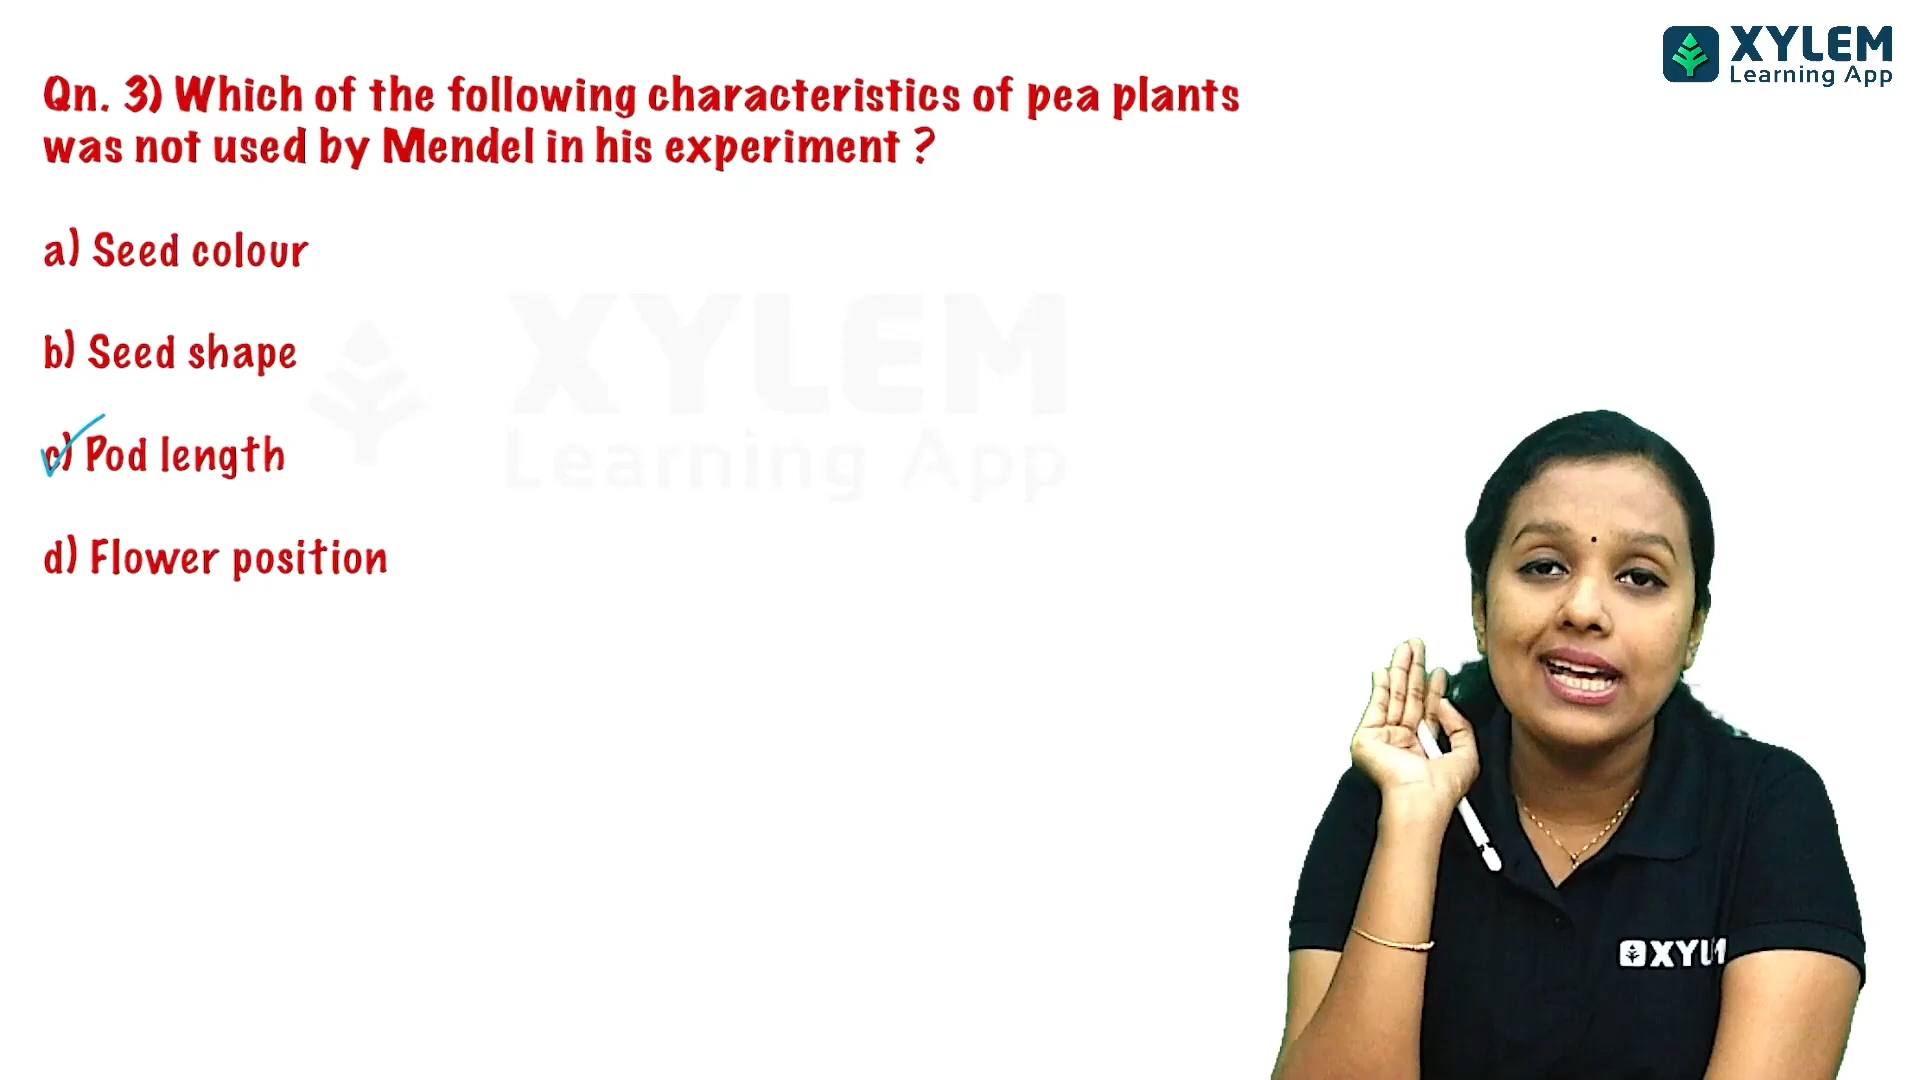 XYLEM
Learning App
Qn. 3) Which of the following characteristics of pea plants
was not used by Mendel in his experiment ?
a) Seed colour
b) Seed shape
c) Pod length
d) Flower position
XYLEM
Learning App